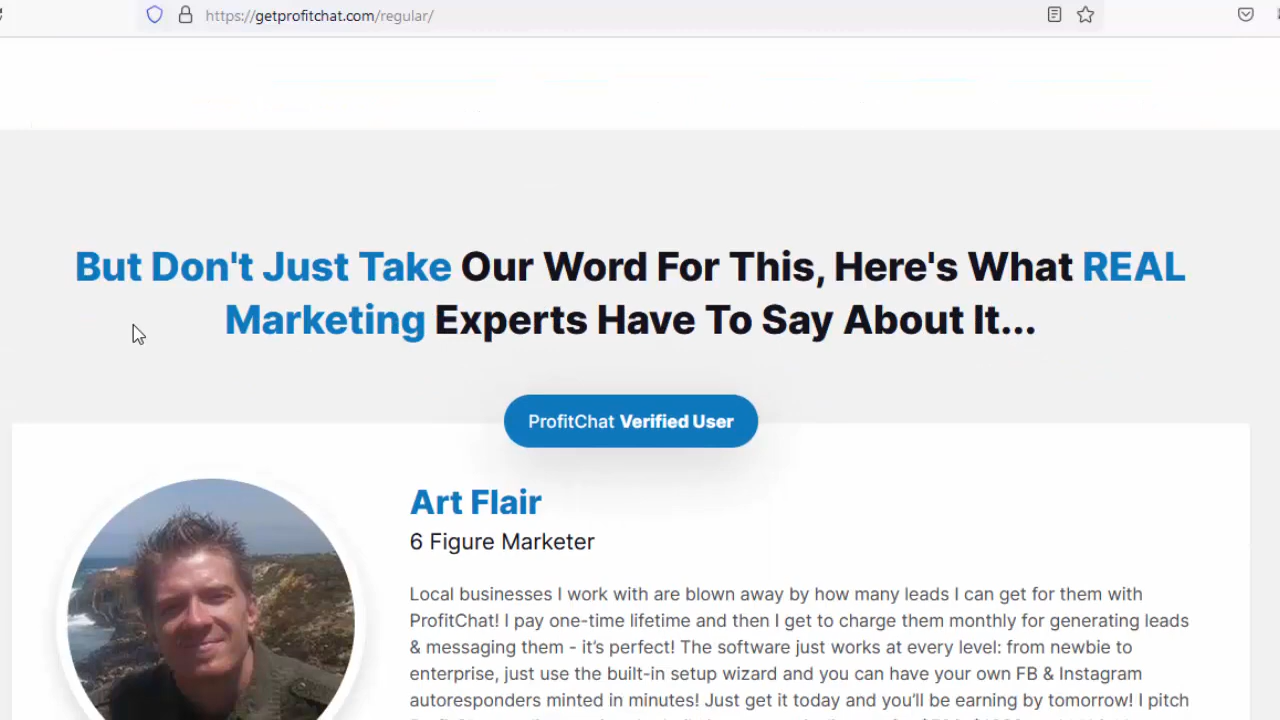 https://getprofitchat.com/regular/
But Don't Just Take Our Word For This, Here's What REAL
Marketing Experts Have To Say About It...
ProfitChat Verified User
Art Flair
6 Figure Marketer
Local businesses I work with are blown away by how many leads I can get for them with
ProfitChat! I pay one-time lifetime and then I get to charge them monthly for generating leads
& messaging them - it’s perfect! The software just works at every level: from newbie to
enterprise, just use the built-in setup wizard and you can have your own FB & Instagram
autoresponders minted in minutes! Just get it today and you’ll be earning by tomorrow! I pitch